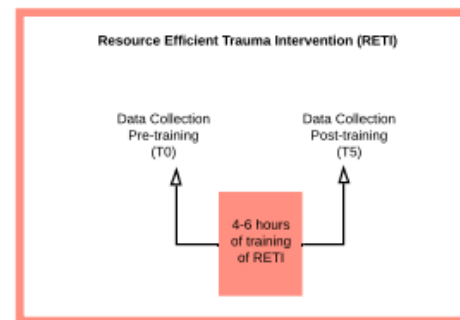 Resource Efficient Trauma Intervention (RETI)
Data Collection
Pre-training
(T0)
Data Collection
Post-training
(T5)
4-6 hours
of training
of RETI